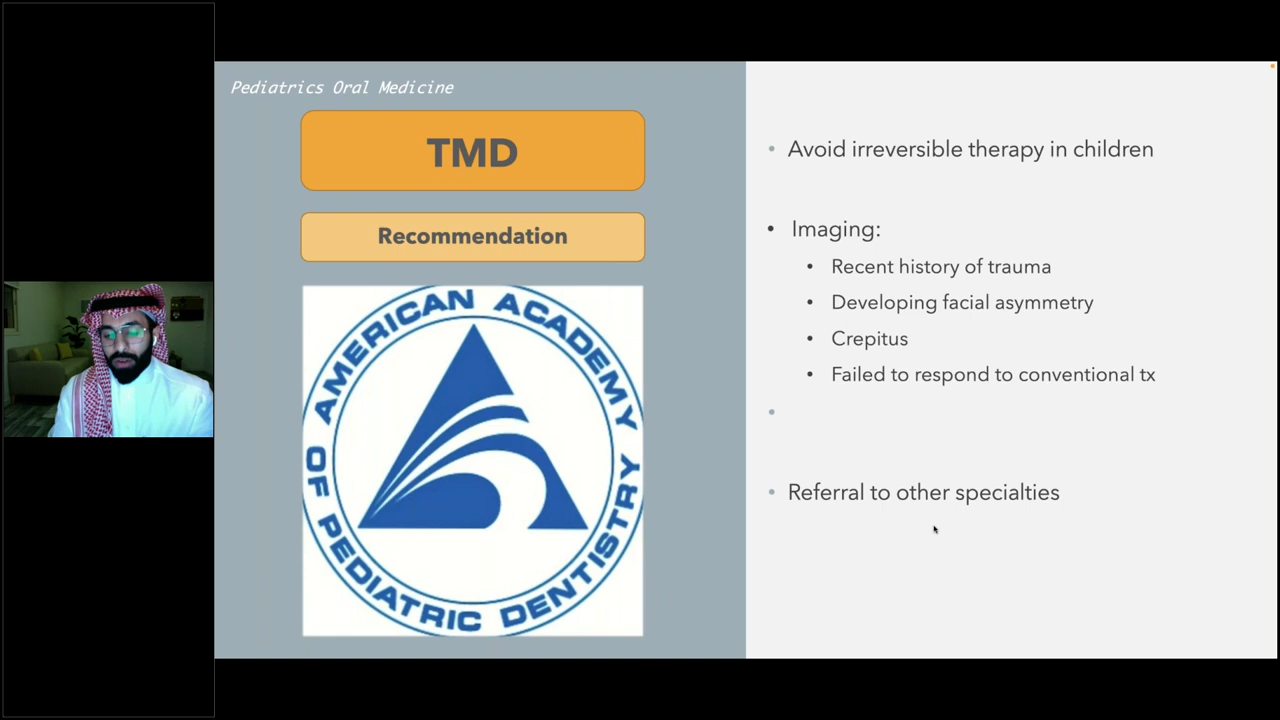 Pediatrics Oral Medicine
TMD
Recommendation
AMERICAN ACADEMY
OF PEDIATRIC DENTISTRY
• Avoid irreversible therapy in children
• Imaging:
• Recent history of trauma
• Developing facial asymmetry
• Crepitus
• Failed to respond to conventional tx
•
• Referral to other specialties